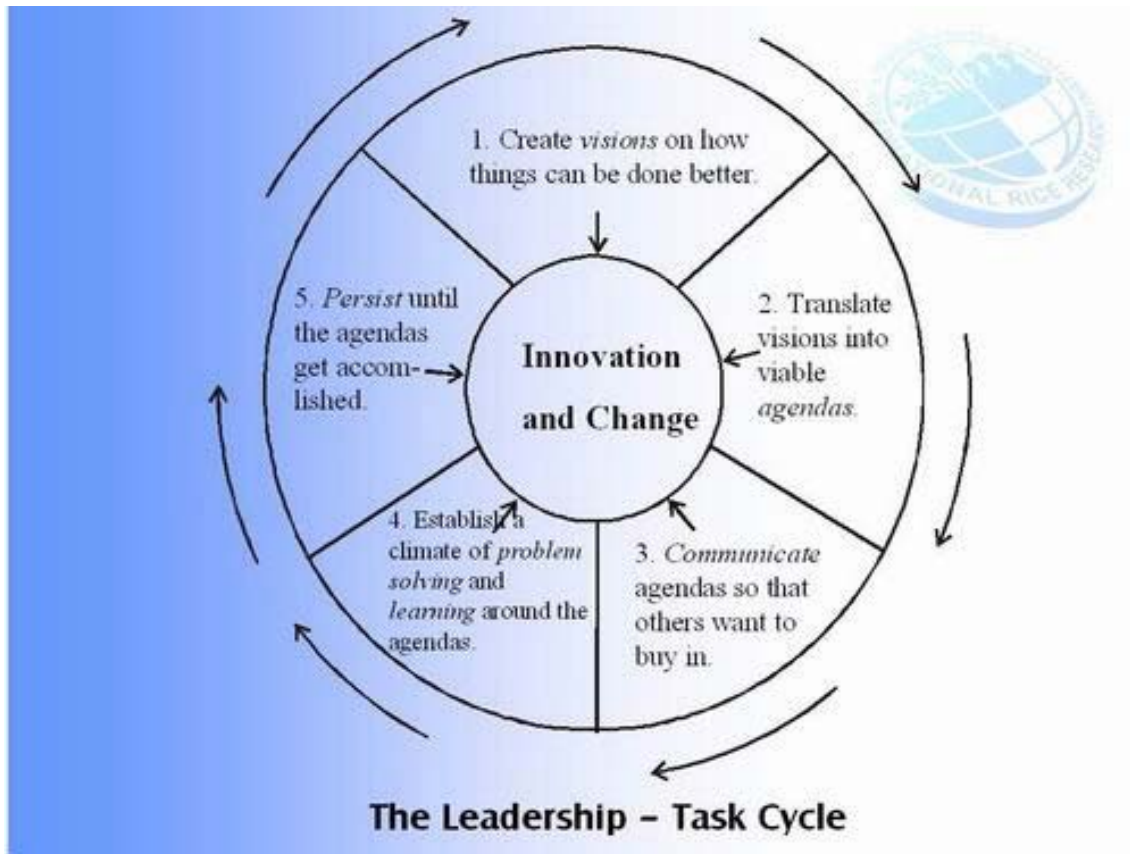 1. Create visions on how
things can be done better.
2. Translate
visions into
viable
agendas.
3. Communicate
agendas so that
others want to
buy in.
4. Establish a
climate of problem
solving and
learning around the
agendas.
5. Persist until
the agendas
get accom-
lished.
Innovation
and Change
The Leadership – Task Cycle
RICE